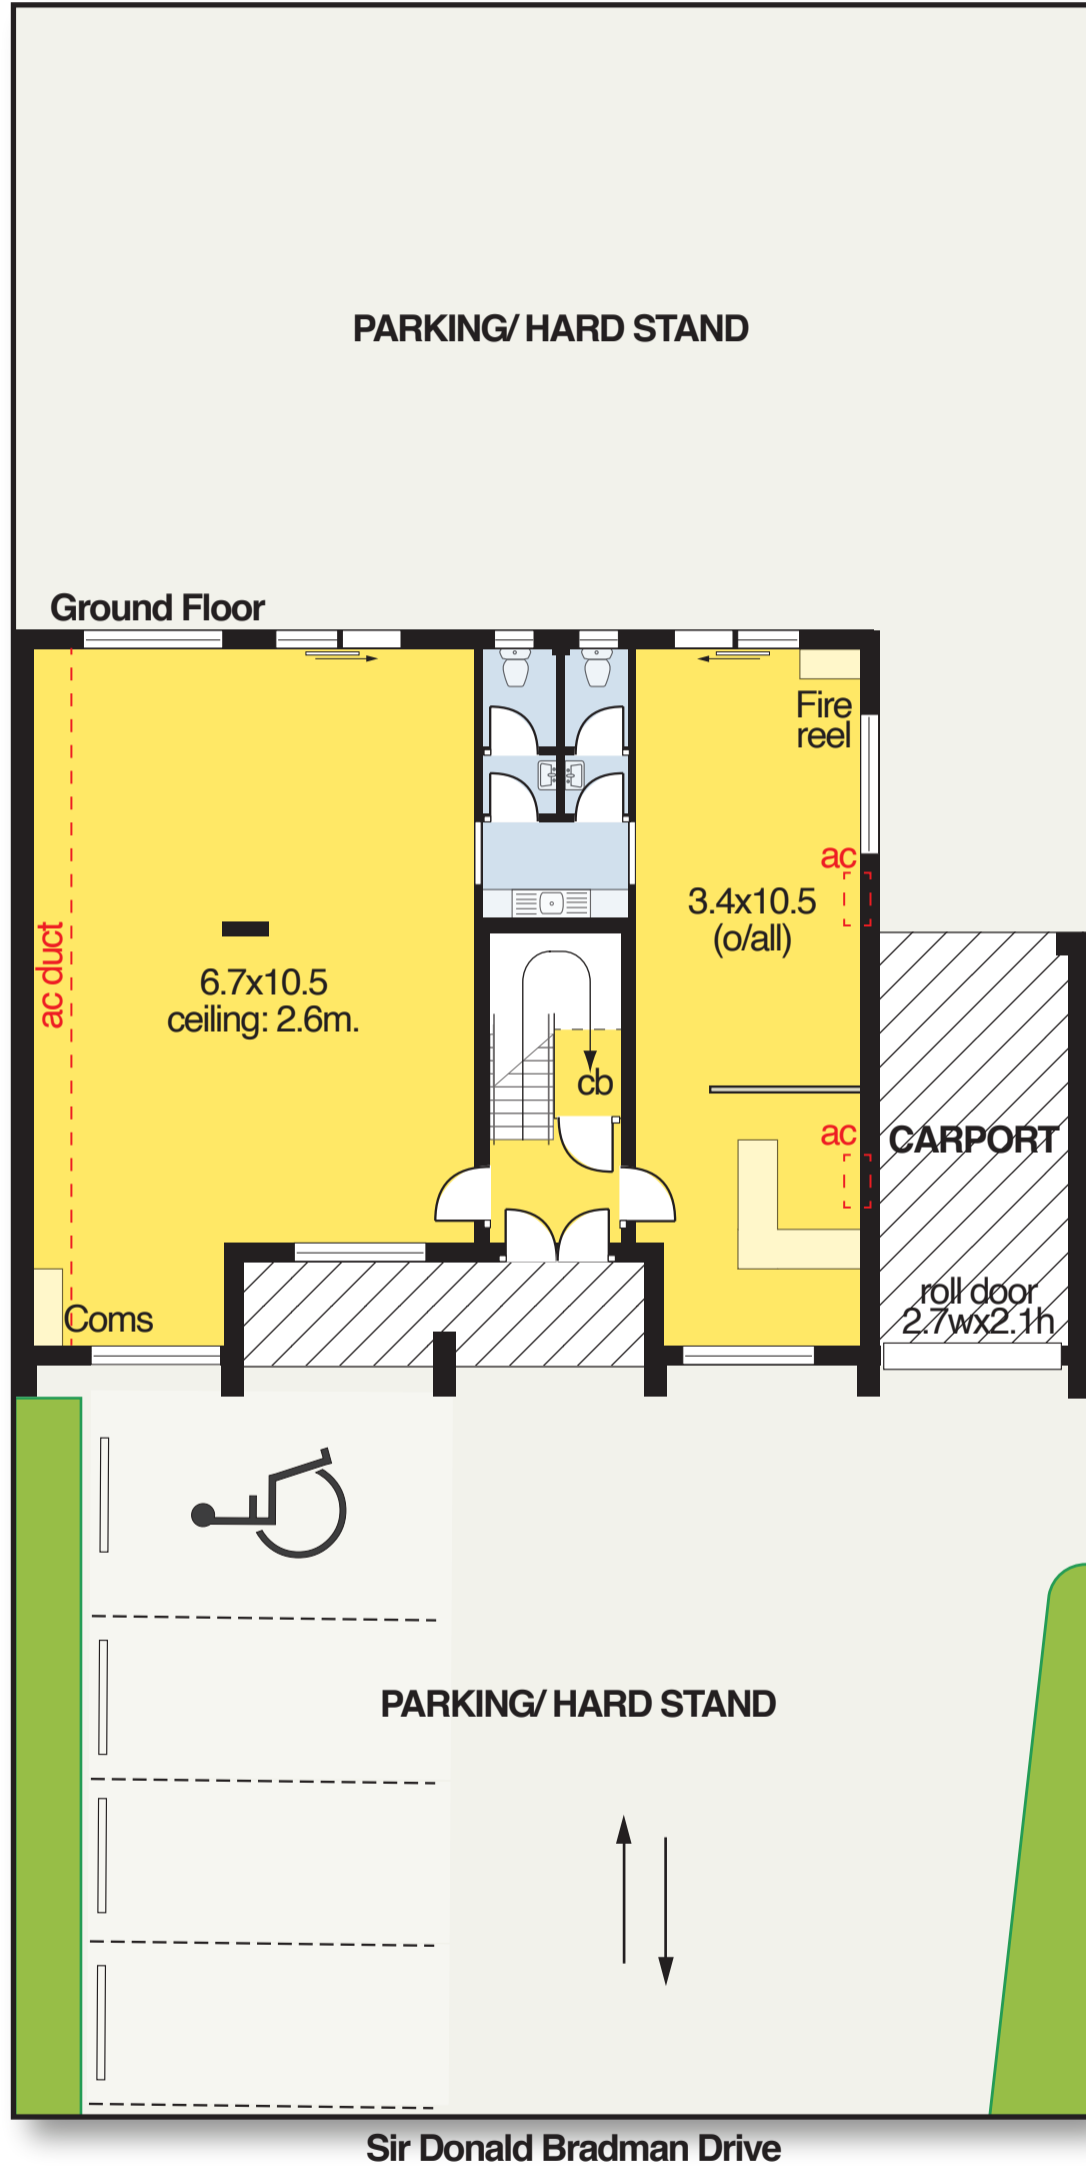 PARKING/ HARD STAND
Ground Floor
Fire
reel
ac
3.4x10.5
(o/all)
ac duct
6.7x10.5
ceiling: 2.6m.
cb
ac
CARPORT
roll door
2.7wx2.1h
Coms
PARKING/ HARD STAND
Sir Donald Bradman Drive